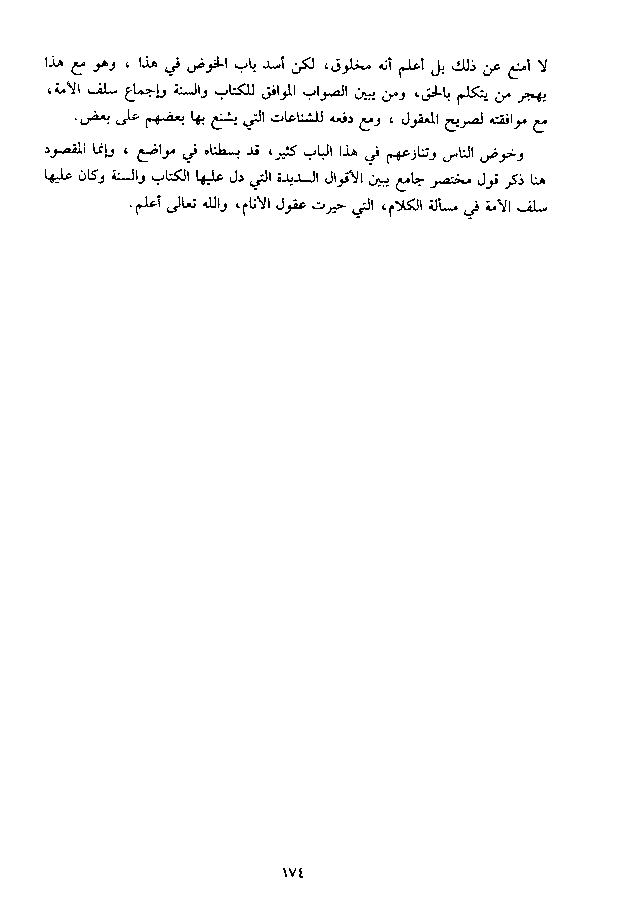 لا أمنع عن ذلك بل أعلم أنه مخلوق، لكن أسد باب الخوض في هذا ، وهو مع هذا
يهجر من يتكلم بالحق، ومن يبين الصواب الموافق للكتاب والسنة وإجماع سلف الأمة،
مع موافقته لصريح المعقول ، ومع دفعه للشناعات التي يشنع بها بعضهم على بعض.
وخوض الناس وتنازعهم في هذا الباب كثير، قد بسطناه في مواضع ، وإنما المقصود
هنا ذكر قول مختصر جامع يبين الأقوال السديدة التي دل عليها الكتاب والسنة وكان عليها
سلف الأمة في مسألة الكلام، التي حيرت عقول الأنام، والله تعالى أعلم.
١٧٤